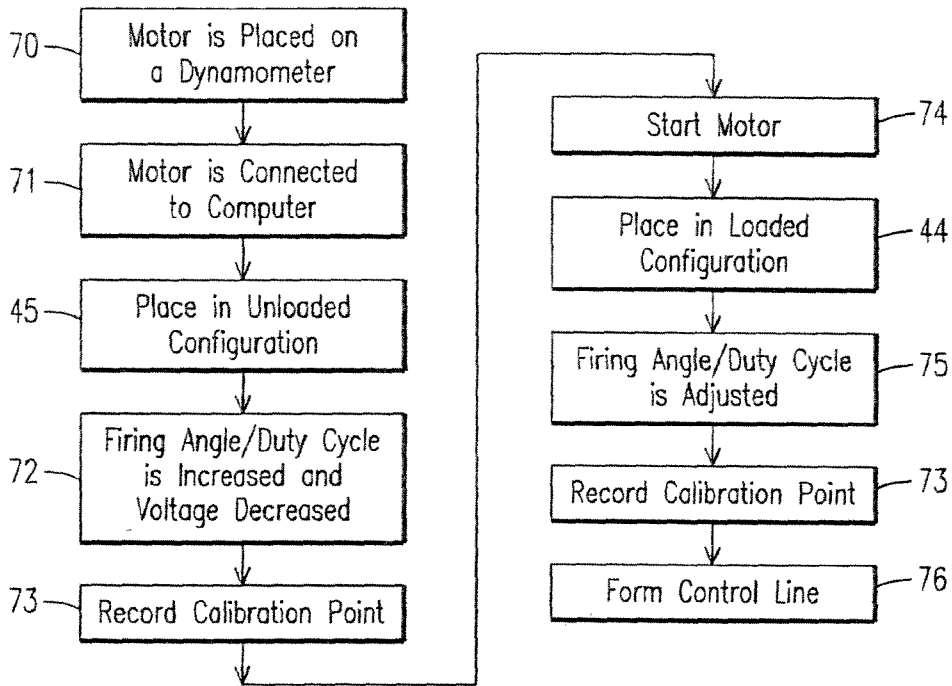 70
Motor is Placed on
a Dynamometer
71
Motor is Connected
to Computer
45
Place in Unloaded
Configuration
72
Firing Angle/Duty Cycle
is Increased and
Voltage Decreased
73
Record Calibration Point
Start Motor
74
Place in Loaded
Configuration
44
Firing Angle/Duty Cycle
is Adjusted
75
Record Calibration Point
73
Form Control Line
76